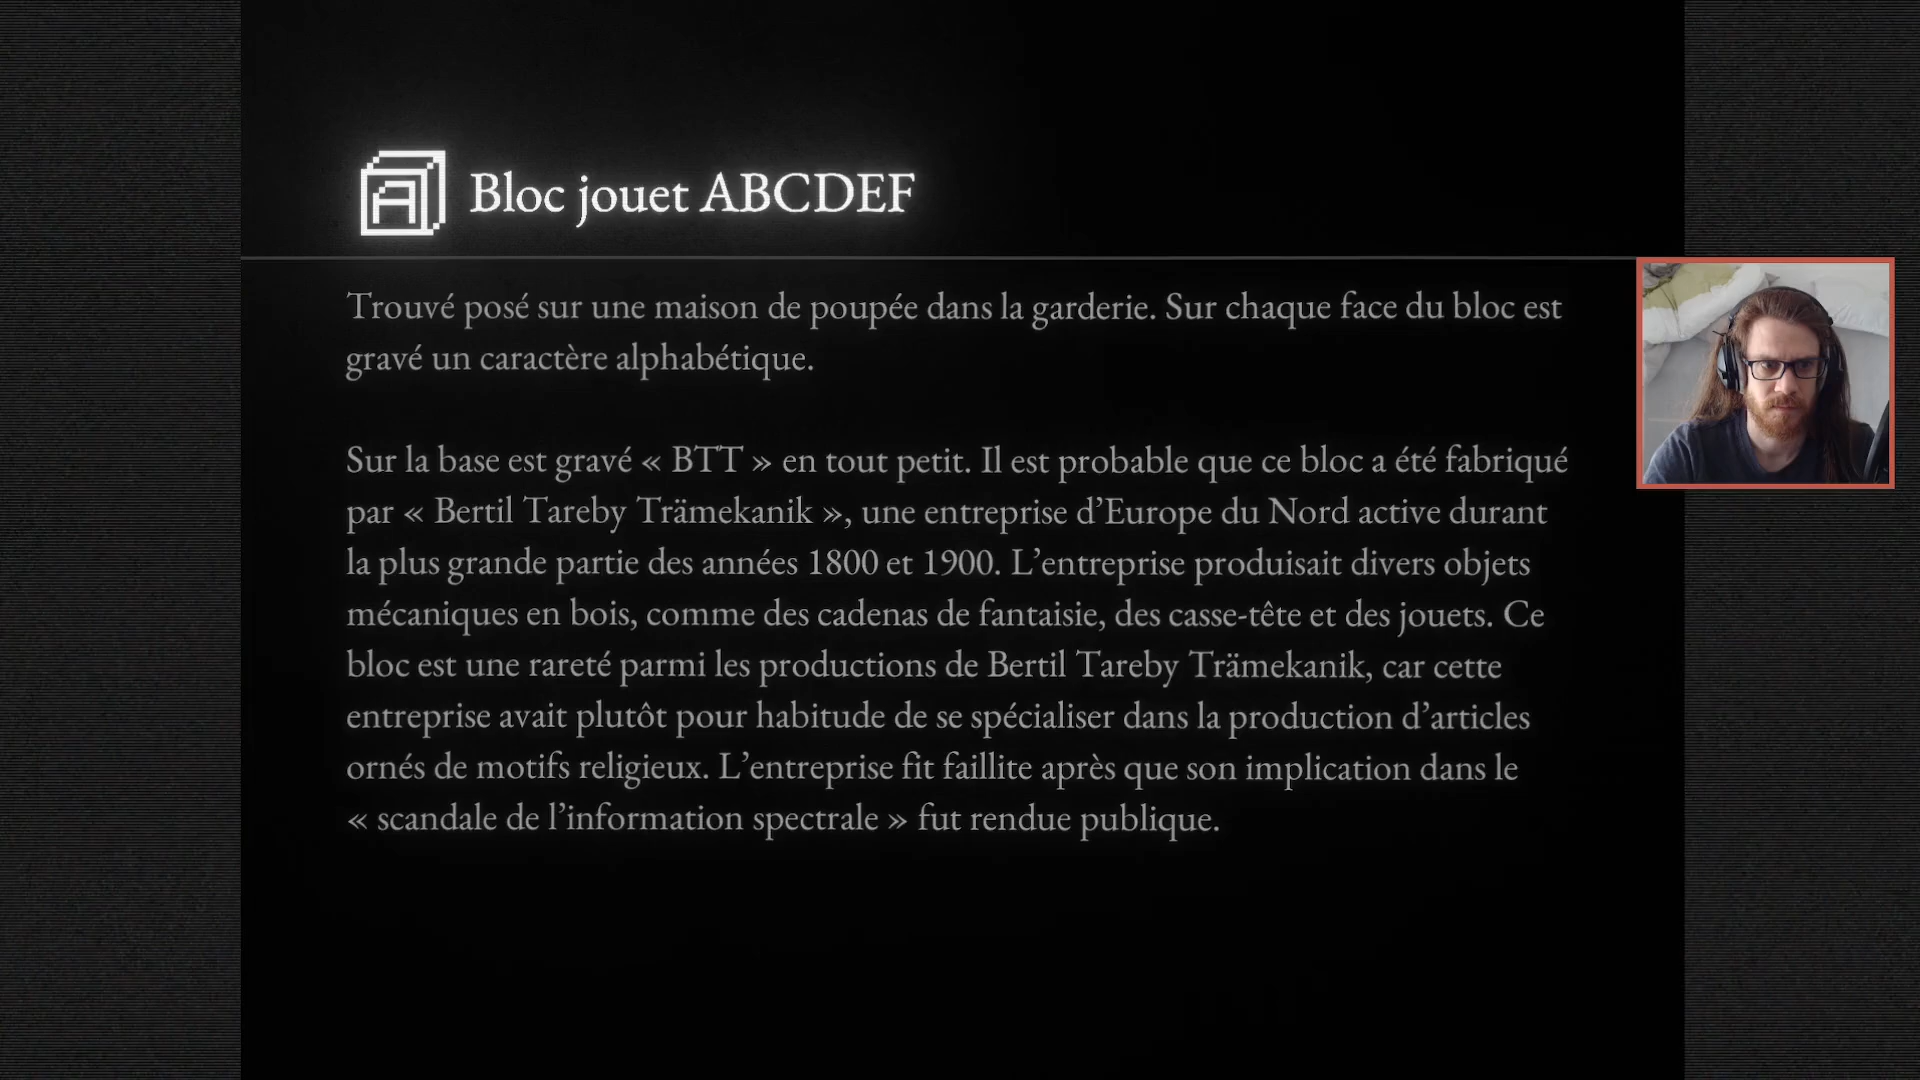 Bloc jouet ABCDEF
Trouvé posé sur une maison de poupée dans la garderie. Sur chaque face du bloc est
gravé un caractère alphabétique.
Sur la base est gravé « BTT » en tout petit. Il est probable que ce bloc a été fabriqué
par « Bertil Tareby Trämekanik », une entreprise d’Europe du Nord active durant
la plus grande partie des années 1800 et 1900. L’entreprise produisait divers objets
mécaniques en bois, comme des cadenas de fantaisie, des casse-tête et des jouets. Ce
bloc est une rareté parmi les productions de Bertil Tareby Trämekanik, car cette
entreprise avait plutôt pour habitude de se spécialiser dans la production d’articles
ornés de motifs religieux. L’entreprise fit faillite après que son implication dans le
« scandale de l’information spectrale » fut rendue publique.